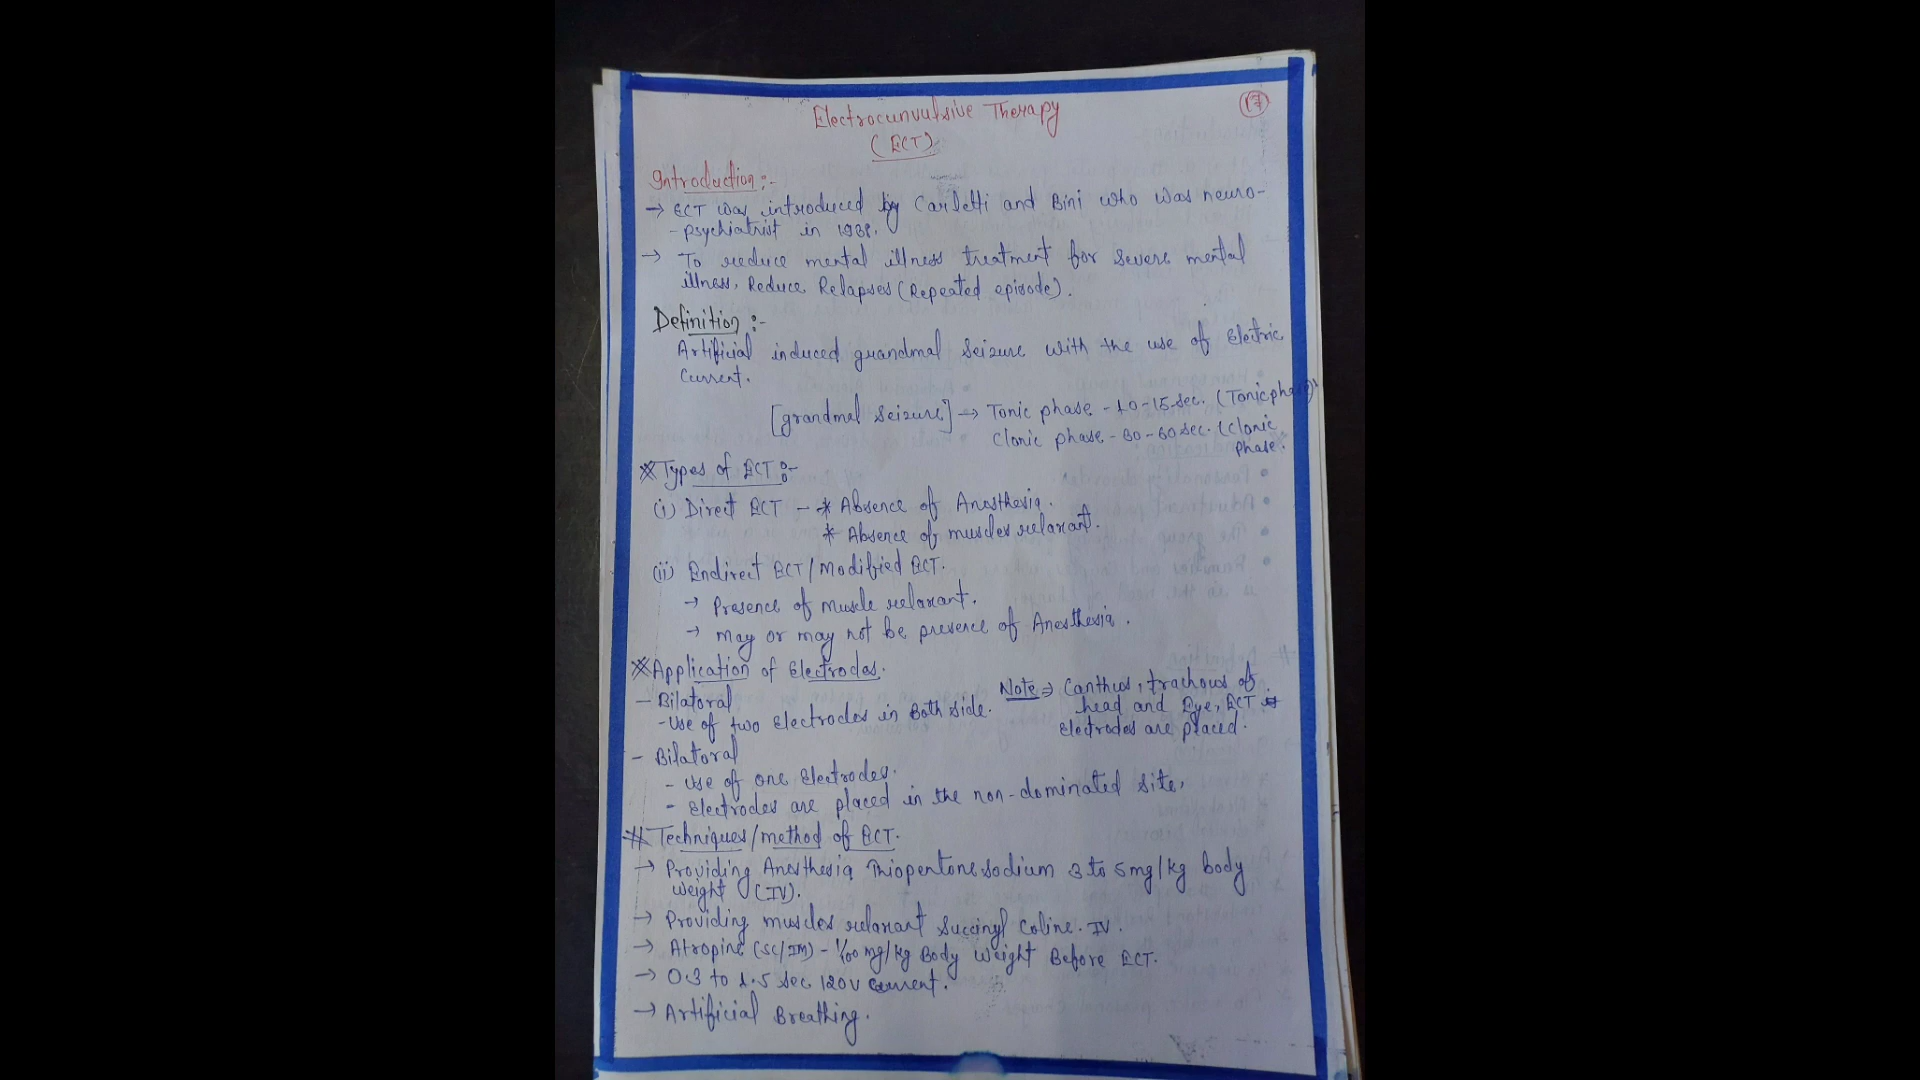 Electrocunvulsive Therapy
(ECT)
17
Introduction :-
→ ECT was introduced by Carletti and Bini who was neuro-
-psychiatrist in 1938.
→ To reduce mental illness treatment for severe mental
illness, Reduce Relapses (Repeated episode).
Definition :-
Artificial induced grandmal seizure with the use of Electric
Current.
[grandmal seizure] → Tonic phase - 10-15 sec. (Tonic phase)
Clonic phase - 30-60 sec. (Clonic
Phase.
* Types of ECT :-
(i) Direct ECT - * Absence of Anasthesia.
* Absence of muscles relaxant.
(ii) Endirect ECT / Modified ECT.
→ Presence of Muscle relaxant.
→ May or may not be presence of Anesthesia.
* Application of Electrodes.
- Bilatoral
- Use of two electrodes in Both side.
Note ⇒ Canthus, trachous of
head and Eye, ECT
Electrodes are placed.
- Bilatoral
- Use of one Electrodes.
- Electrodes are placed in the non-dominated site,
# Techniques/method of ECT.
→ Providing Anasthesia Thiopentone sodium 3 to 5mg/kg body
weight (IV).
→ Providing muscles relaxant Succinyl Coline. IV.
→ Atropine (SC/IM) - 1/100 mg/kg Body Weight Before ECT.
→ 0.3 to 1.5 sec 120V Current.
→ Artificial Breathing.